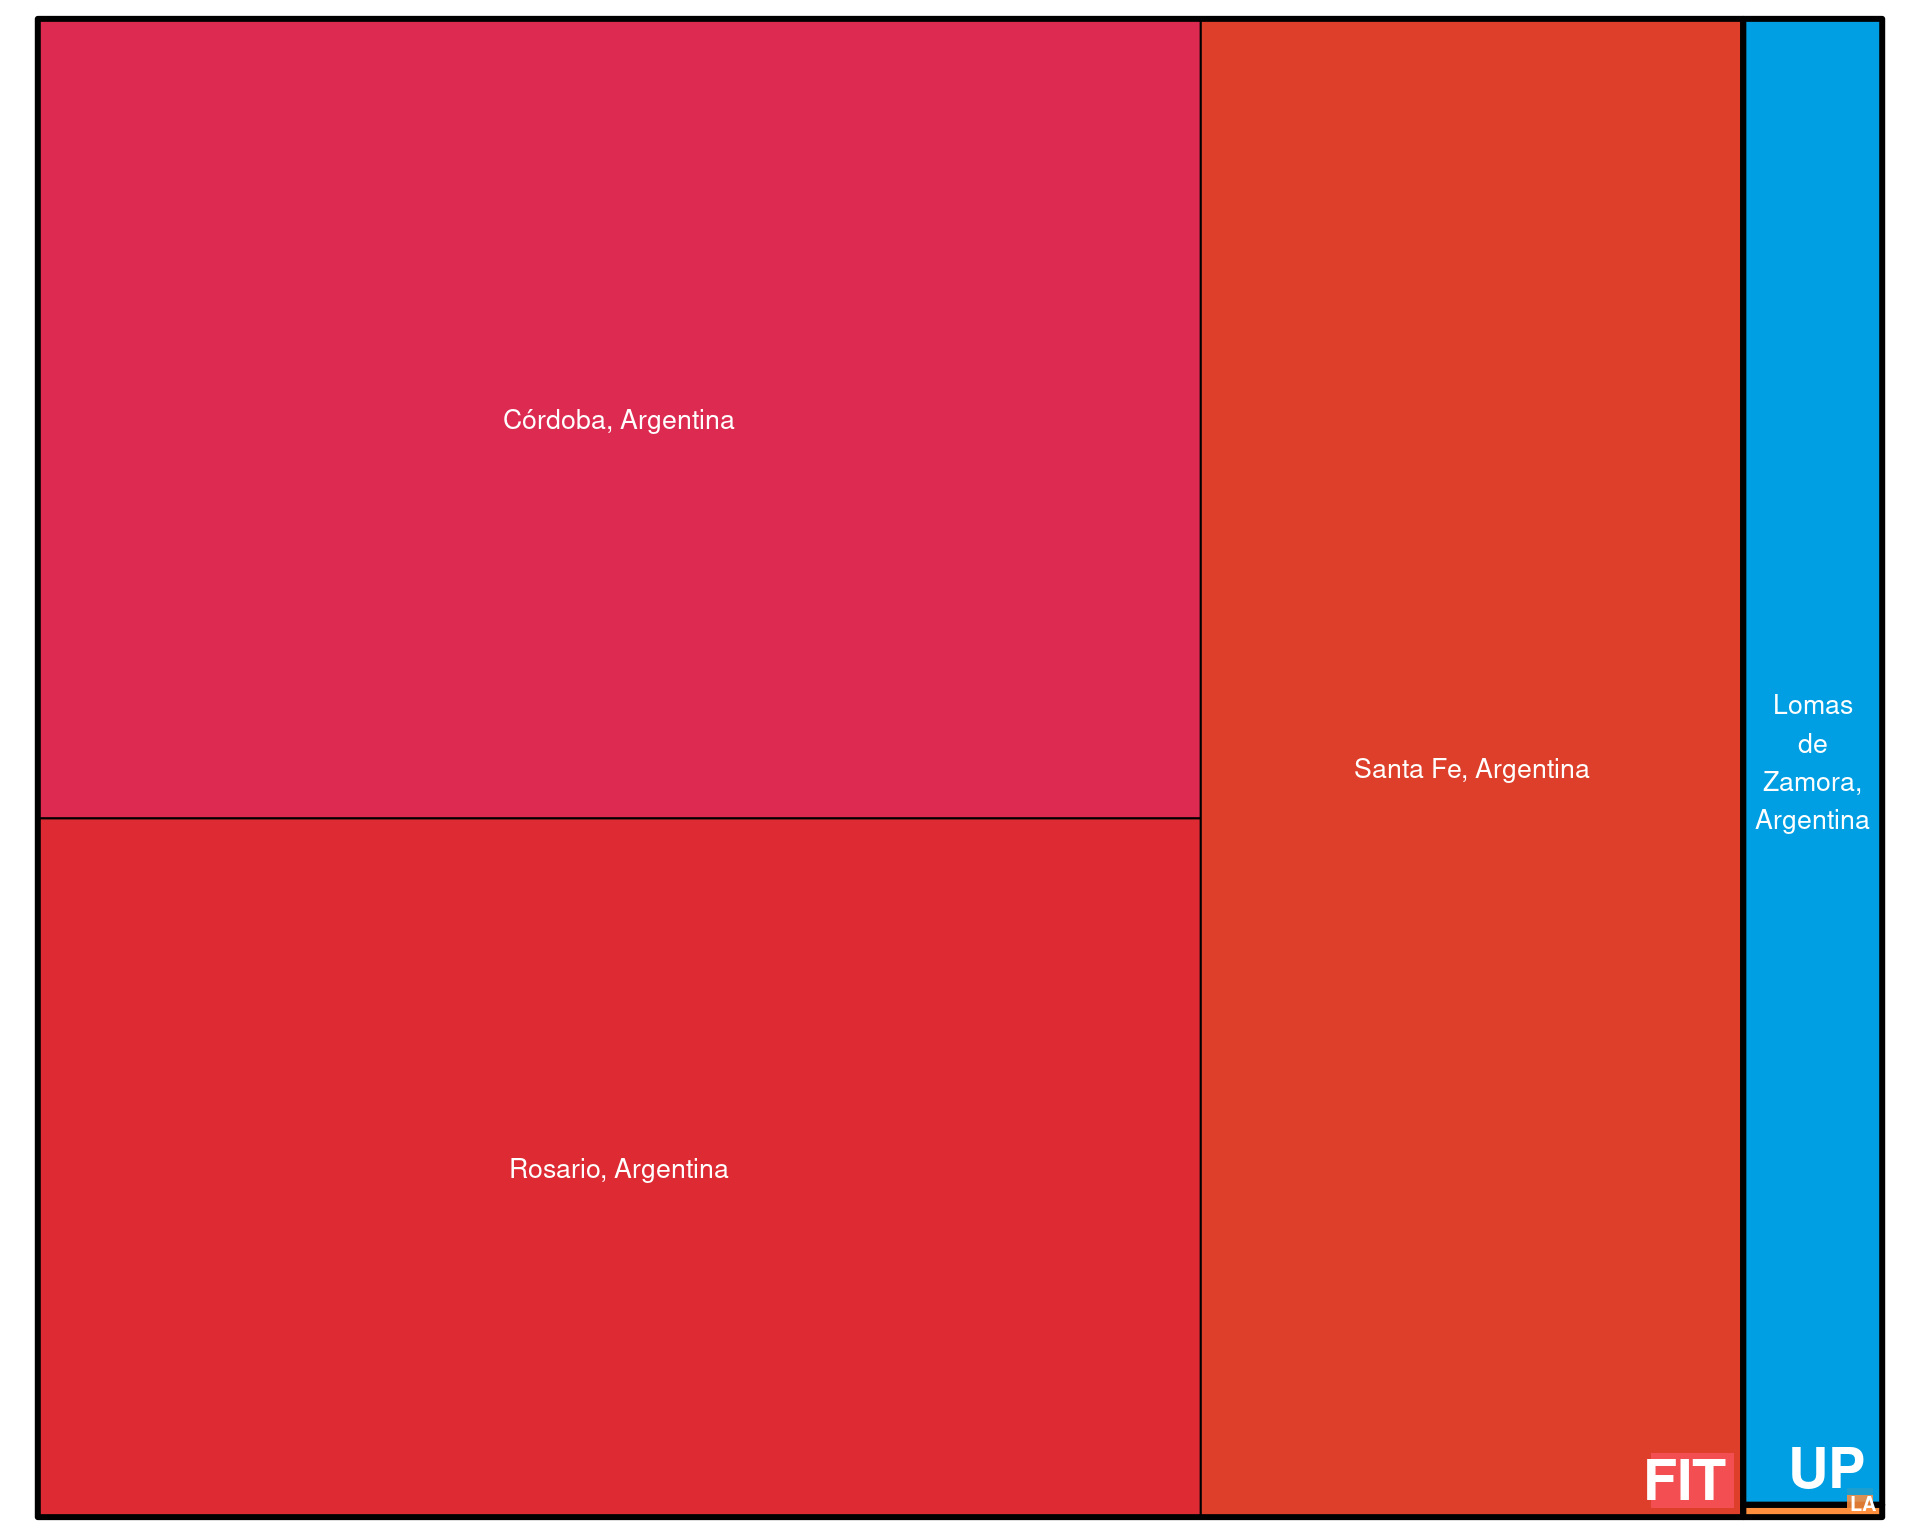 Córdoba, Argentina
Rosario, Argentina
Santa Fe, Argentina
FIT
Lomas
de
Zamora,
Argentina
UP
LA